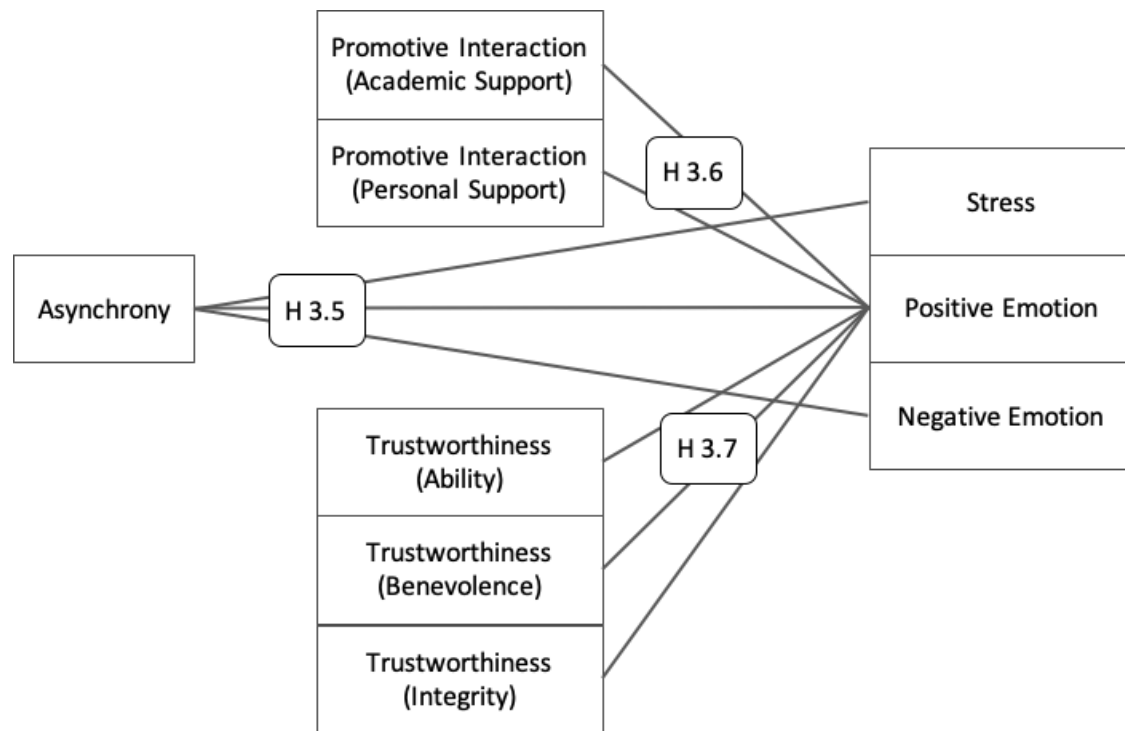 Promotive Interaction
(Academic Support)
Promotive Interaction
(Personal Support)
H 3.6
Stress
Asynchrony
H 3.5
Positive Emotion
Negative Emotion
Trustworthiness
(Ability)
H 3.7
Trustworthiness
(Benevolence)
Trustworthiness
(Integrity)